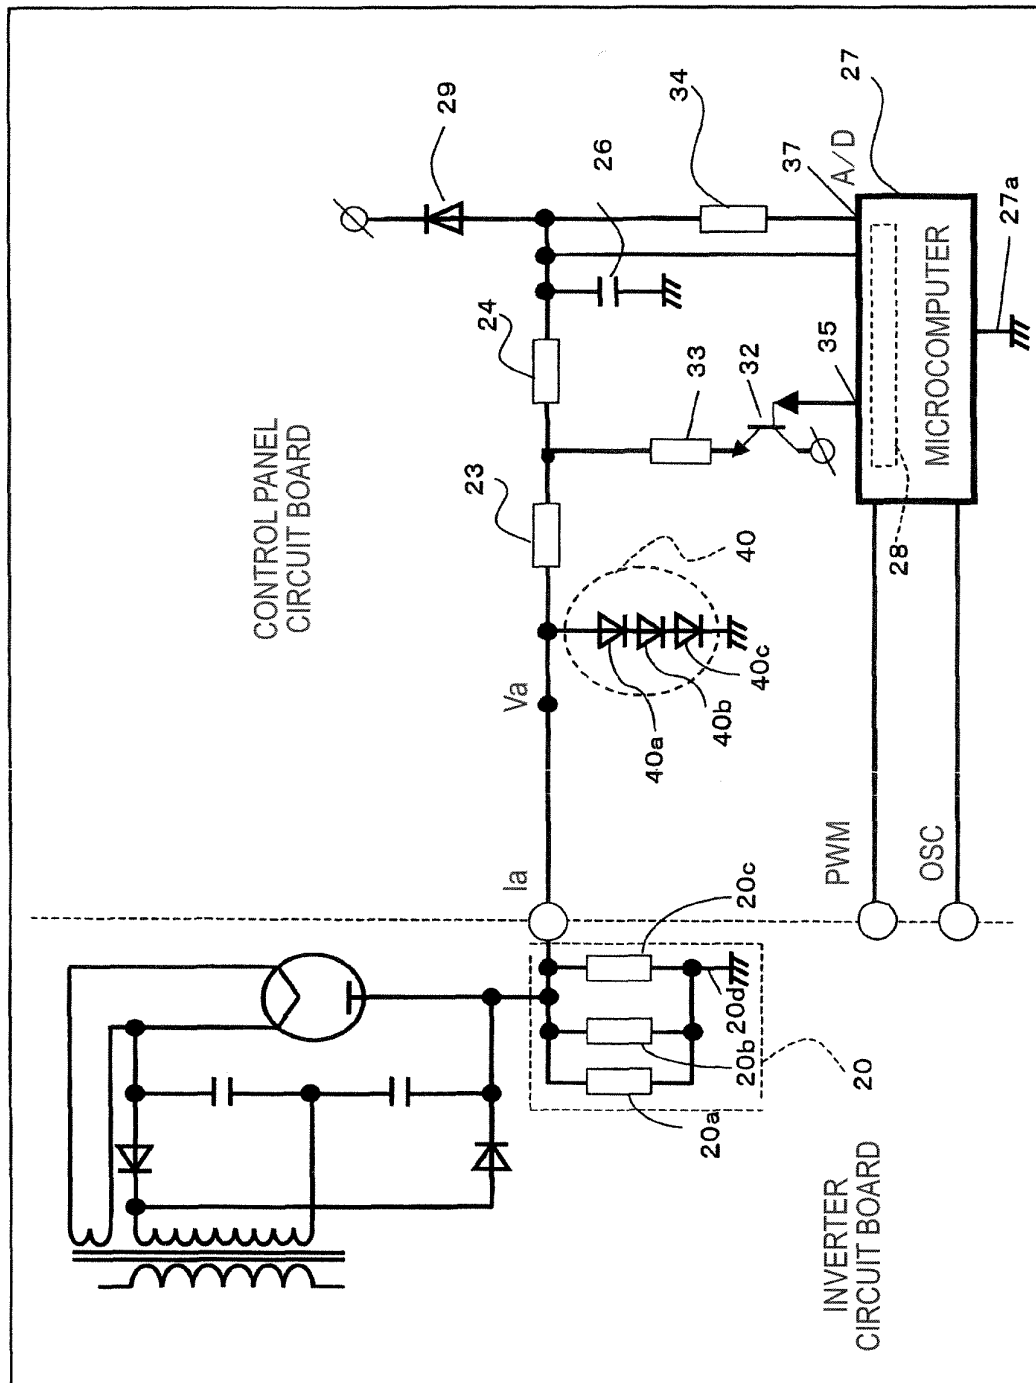 INVERTER
CIRCUIT BOARD
CONTROL PANEL
CIRCUIT BOARD
20
20a
20b
20c
20d
Ia
Va
PWM
OSC
40
40a
40b
40c
23
24
33
32
35
26
29
34
37
A/D
27
27a
28
MICROCOMPUTER